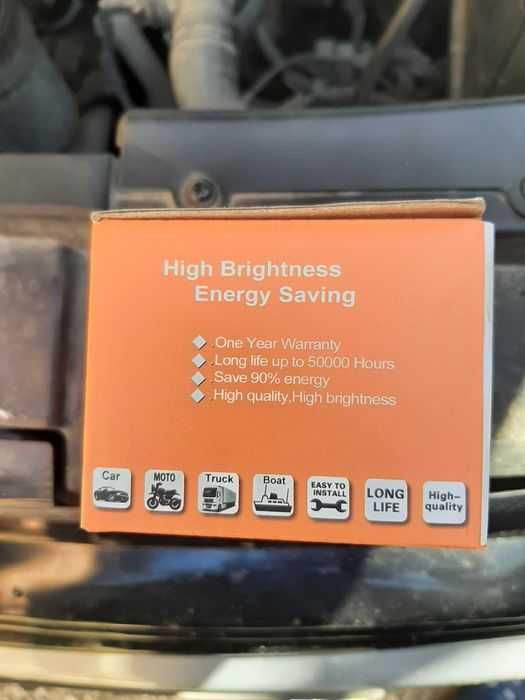 High Brightness
Energy Saving
.One Year Warranty
.Long life up to 50000 Hours
.Save 90% energy
.High quality,High brightness
Car
MOTO
Truck
Boat
EASY TO
INSTALL
LONG
LIFE
High-
quality